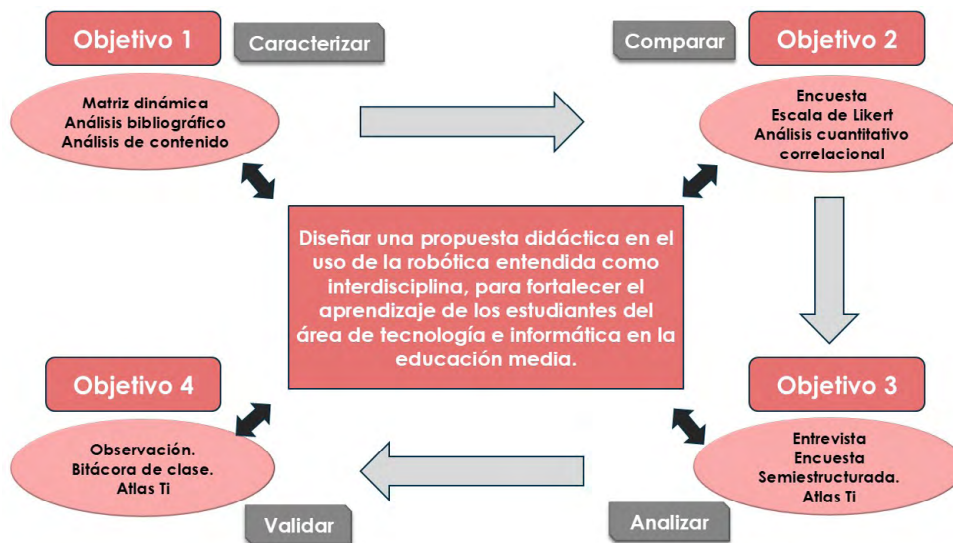 Objetivo 1
Caracterizar
Matriz dinámica
Análisis bibliográfico
Análisis de contenido
Comparar
Objetivo 2
Encuesta
Escala de Likert
Análisis cuantitativo
correlacional
Diseñar una propuesta didáctica en el
uso de la robótica entendida como
interdisciplina, para fortalecer el
aprendizaje de los estudiantes del
área de tecnología e informática en la
educación media.
Objetivo 4
Observación.
Bitácora de clase.
Atlas Ti
Validar
Objetivo 3
Entrevista
Encuesta
Semiestructurada.
Atlas Ti
Analizar